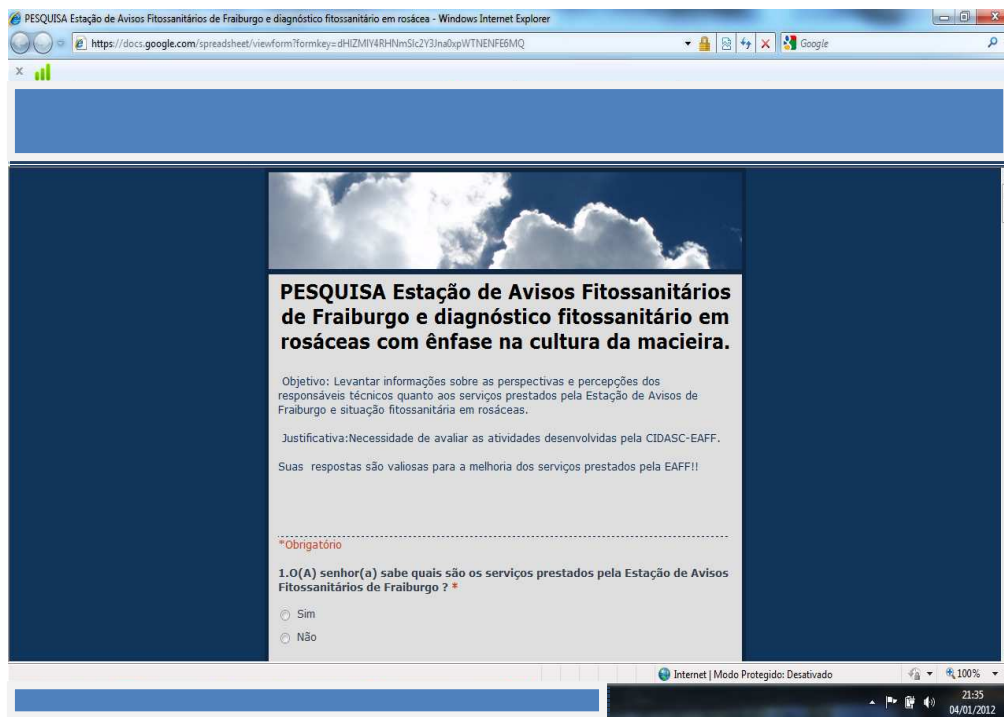 PESQUISA Estação de Avisos Fitossanitários de Fraiburgo e diagnóstico fitossanitário em rosácea - Windows Internet Explorer
https://docs.google.com/spreadsheet/viewform?formkey=dHlZMlY4RHNmSlc2Y3Jna0xpWTNENFE6MQ
Google
x
PESQUISA Estação de Avisos Fitossanitários
de Fraiburgo e diagnóstico fitossanitário em
rosáceas com ênfase na cultura da macieira.
Objetivo: Levantar informações sobre as perspectivas e percepções dos
responsáveis técnicos quanto aos serviços prestados pela Estação de Avisos de
Fraiburgo e situação fitossanitária em rosáceas.
Justificativa:Necessidade de avaliar as atividades desenvolvidas pela CIDASC-EAFF.
Suas respostas são valiosas para a melhoria dos serviços prestados pela EAFF!!
*Obrigatório
1.O(A) senhor(a) sabe quais são os serviços prestados pela Estação de Avisos
Fitossanitários de Fraiburgo ? *
Sim
Não
Internet | Modo Protegido: Desativado
100%
21:35
04/01/2012